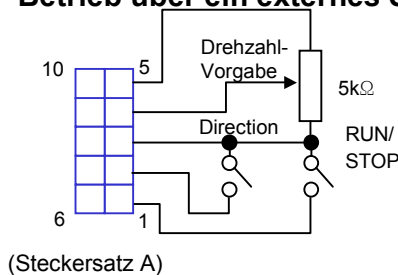 Betrieb über ein externes
10
5
Drehzahl-
Vorgabe
5kΩ
Direction
RUN/
STOP
6
1
(Steckersatz A)